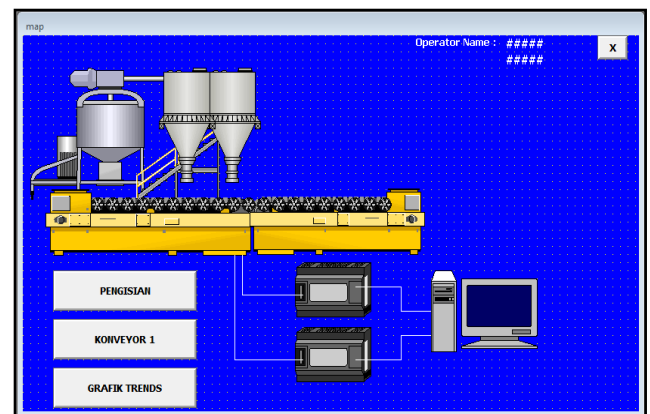 map
Operator Name : #####
#####
X
PENGISIAN
KONVEYOR 1
GRAFIK TRENDS